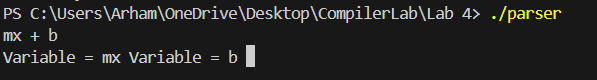 PS C:\Users\Arham\OneDrive\Desktop\CompilerLab\Lab 4> ./parser
mx + b
Variable = mx Variable = b